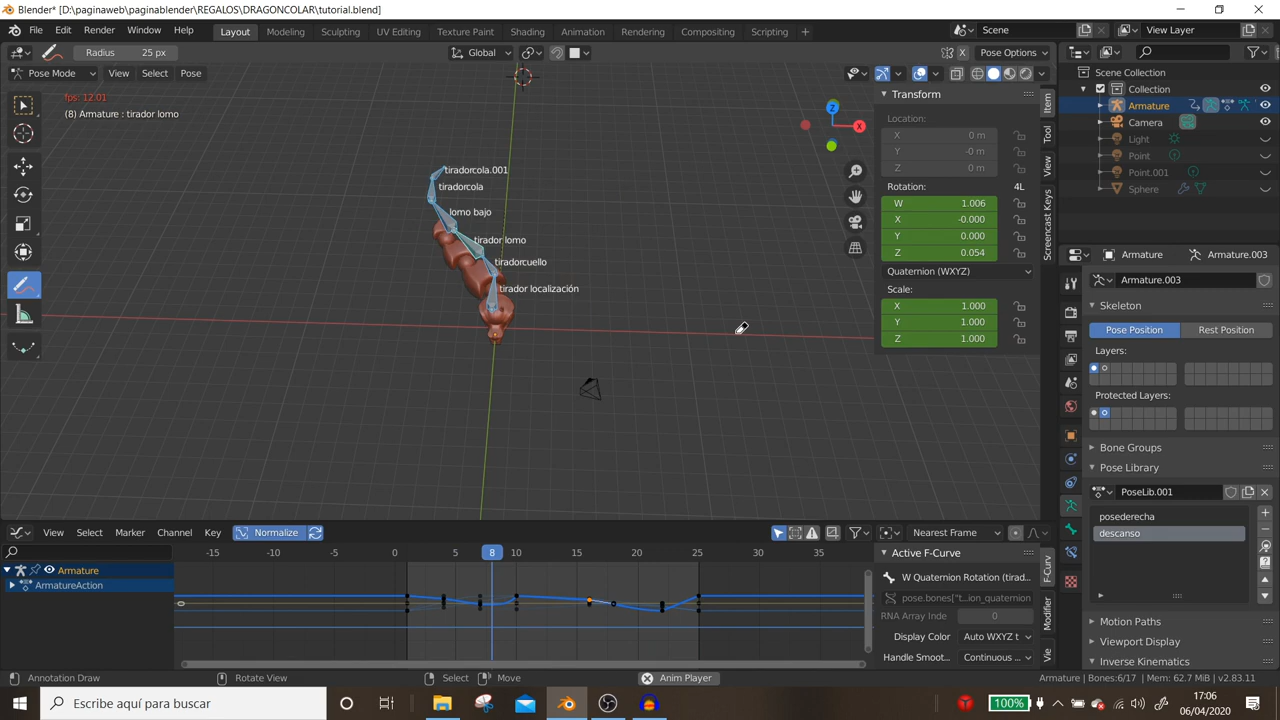 Blender* [D:\paginaweb\paginablender\REGALOS\DRAGONCOLAR\tutorial.blend]
File Edit Render Window Help Layout Modeling Sculpting UV Editing Texture Paint Shading Animation Rendering Compositing Scripting + Scene View Layer
Radius 25 px Global X Pose Options
Pose Mode View Select Pose
fps: 12.01
(8) Armature : tirador lomo
tiradorcola.001
tiradorcola
lomo bajo
tirador lomo
tiradorcuello
tirador localización
Z
X
Transform
Location:
X 0 m
Y -0 m
Z 0 m
Rotation: 4L
W 1.006
X -0.000
Y 0.000
Z 0.054
Quaternion (WXYZ)
Scale:
X 1.000
Y 1.000
Z 1.000
Item
Tool
View
Screencast Keys
Scene Collection
Collection
Armature
Camera
Light
Point
Point.001
Sphere
Armature Armature.003
Armature.003
Skeleton
Pose Position Rest Position
Layers:
Protected Layers:
Bone Groups
Pose Library
PoseLib.001
posederecha
descanso
Motion Paths
Viewport Display
Inverse Kinematics
View Select Marker Channel Key Normalize Nearest Frame
-15 -10 -5 0 5 8 10 15 20 25 30 35
Armature
ArmatureAction
Active F-Curve
W Quaternion Rotation (tirad...
pose.bones["t...ion_quaternion
RNA Array Inde 0
Display Color Auto WXYZ t
Handle Smoot... Continuous ...
F-Curv
Modifier
Vie
Annotation Draw Rotate View Select Move Anim Player Armature | Bones:6/17 | Mem: 62.7 MiB | v2.83.11
Escribe aquí para buscar 100% 17:06
06/04/2020